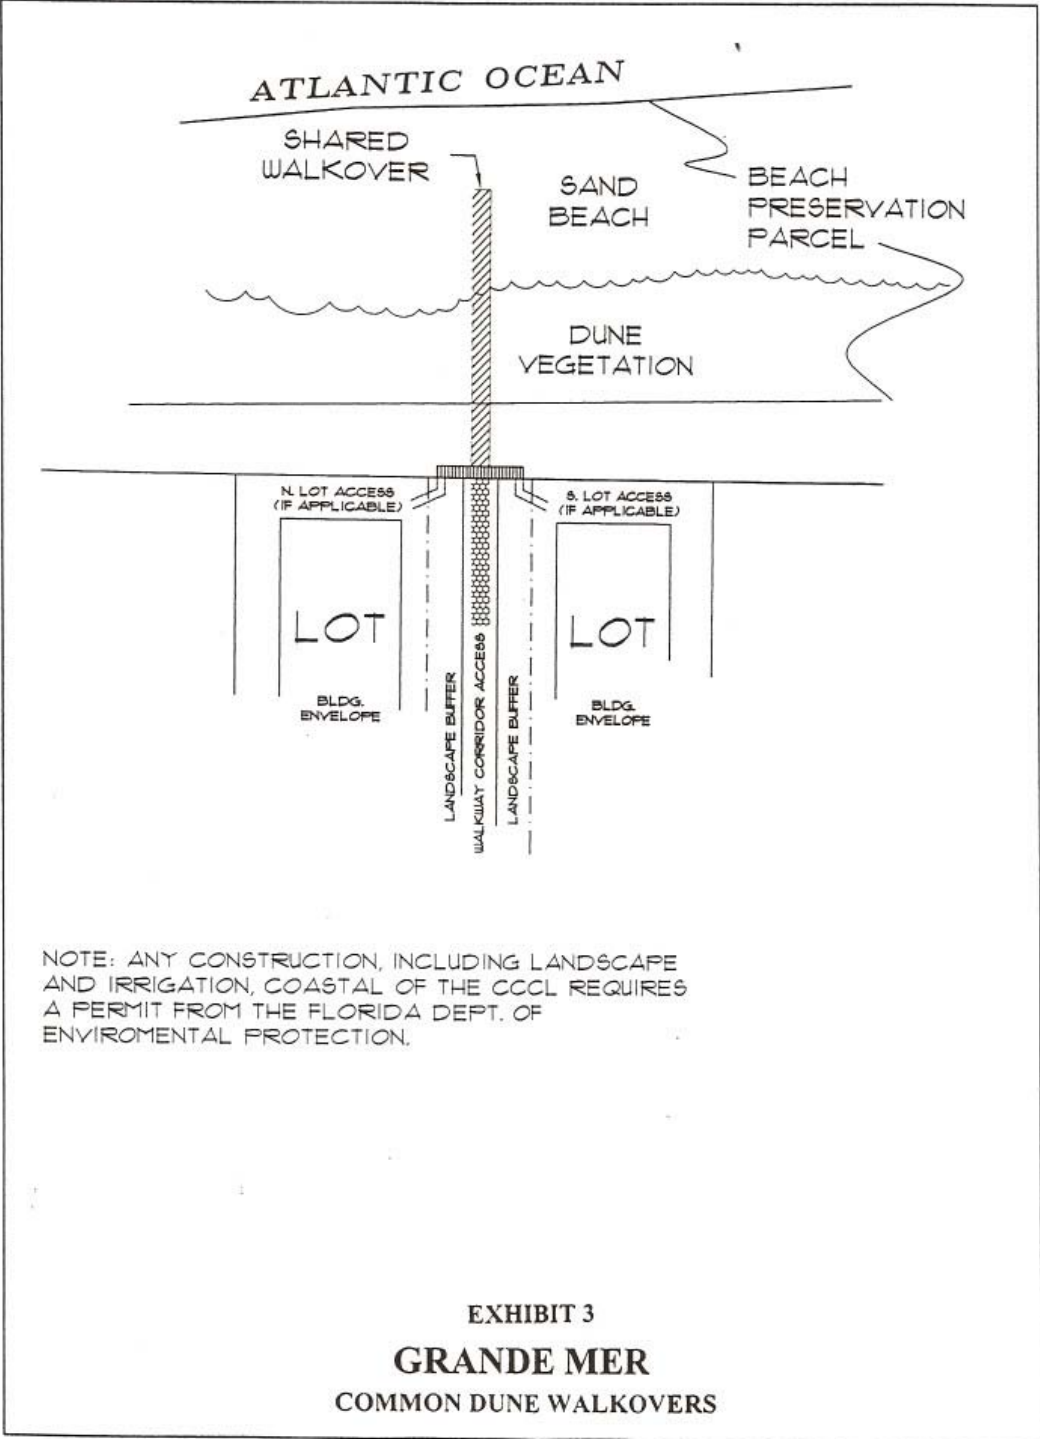 ATLANTIC OCEAN
SHARED
WALKOVER
SAND
BEACH
BEACH
PRESERVATION
PARCEL
DUNE
VEGETATION
N. LOT ACCESS
(IF APPLICABLE)
S. LOT ACCESS
(IF APPLICABLE)
LOT
LOT
BLDG.
ENVELOPE
BLDG.
ENVELOPE
LANDSCAPE BUFFER
WALKWAY CORRIDOR ACCESS
LANDSCAPE BUFFER
NOTE: ANY CONSTRUCTION, INCLUDING LANDSCAPE
AND IRRIGATION, COASTAL OF THE CCCL REQUIRES
A PERMIT FROM THE FLORIDA DEPT. OF
ENVIROMENTAL PROTECTION.
EXHIBIT 3
GRANDE MER
COMMON DUNE WALKOVERS